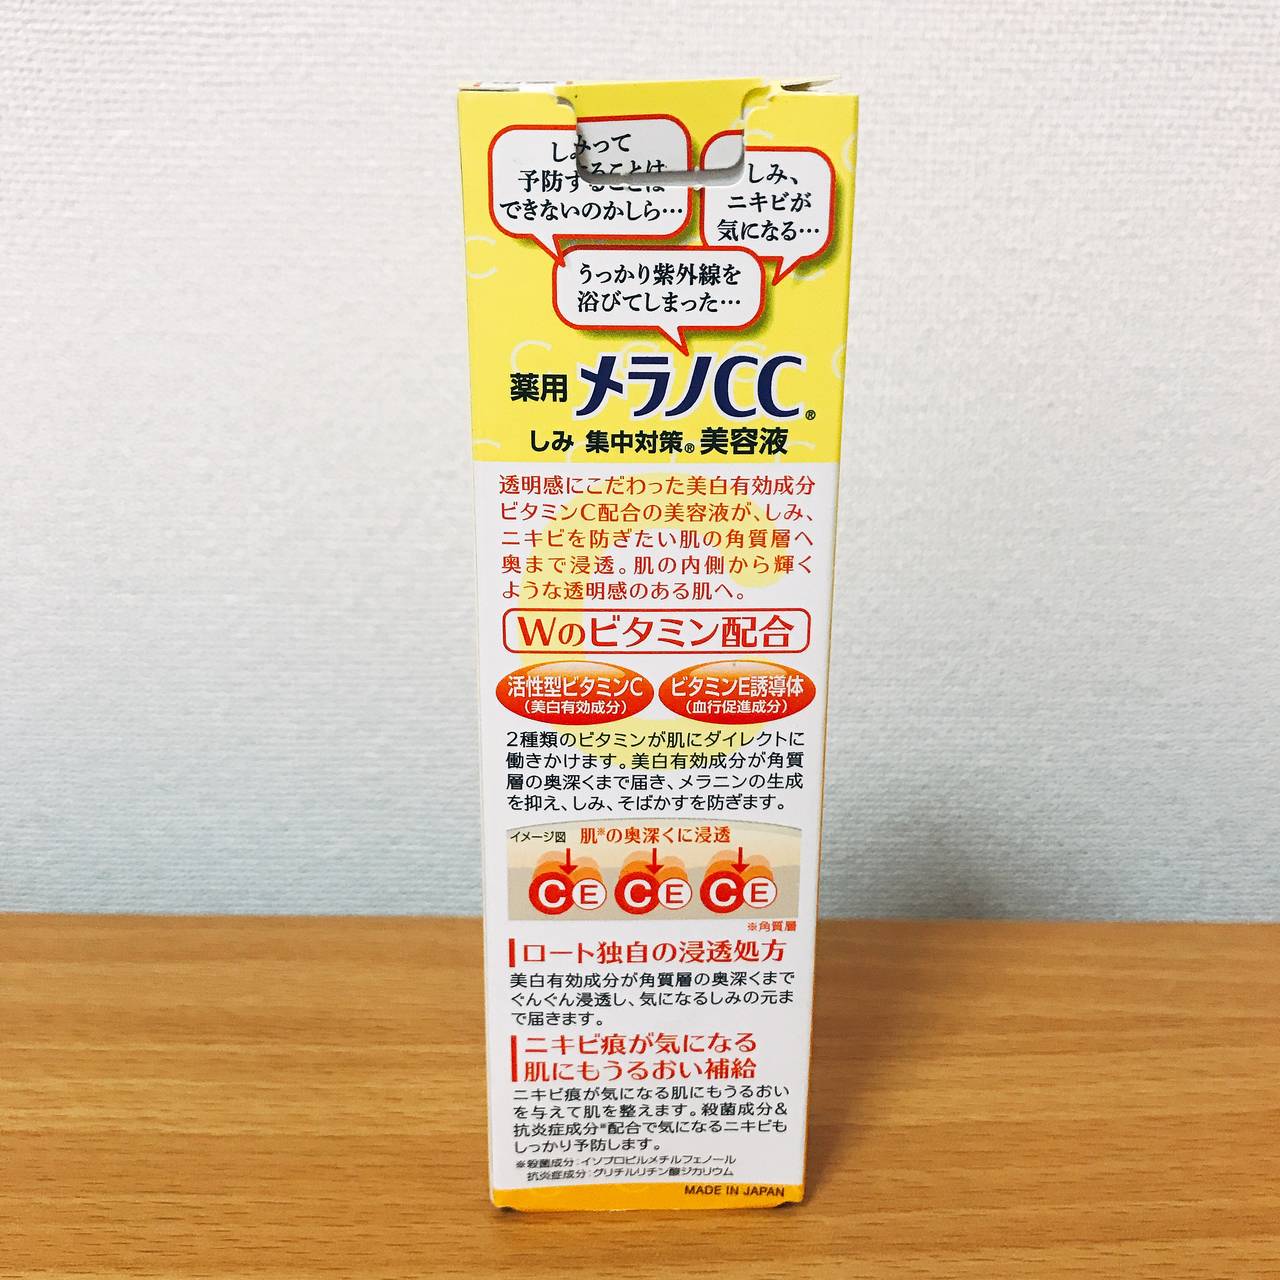 しみって
予防することは
できないのかしら…
しみ、
ニキビが
気になる…
うっかり紫外線を
浴びてしまった…
薬用 メラノCC®
しみ 集中対策® 美容液
透明感にこだわった美白有効成分
ビタミンC配合の美容液が、しみ、
ニキビを防ぎたい肌の角質層へ
奥まで浸透。肌の内側から輝く
ような透明感のある肌へ。
Wのビタミン配合
活性型ビタミンC
(美白有効成分)
ビタミンE誘導体
(血行促進成分)
2種類のビタミンが肌にダイレクトに
働きかけます。美白有効成分が角質
層の奥深くまで届き、メラニンの生成
を抑え、しみ、そばかすを防ぎます。
イメージ図 肌※の奥深くに浸透
C E C E C E
※角質層
ロート独自の浸透処方
美白有効成分が角質層の奥深くまで
ぐんぐん浸透し、気になるしみの元ま
で届きます。
ニキビ痕が気になる
肌にもうるおい補給
ニキビ痕が気になる肌にもうるおい
を与えて肌を整えます。殺菌成分&
抗炎症成分※配合で気になるニキビも
しっかり予防します。
※殺菌成分:イソプロピルメチルフェノール
抗炎症成分:グリチルリチン酸ジカリウム
MADE IN JAPAN